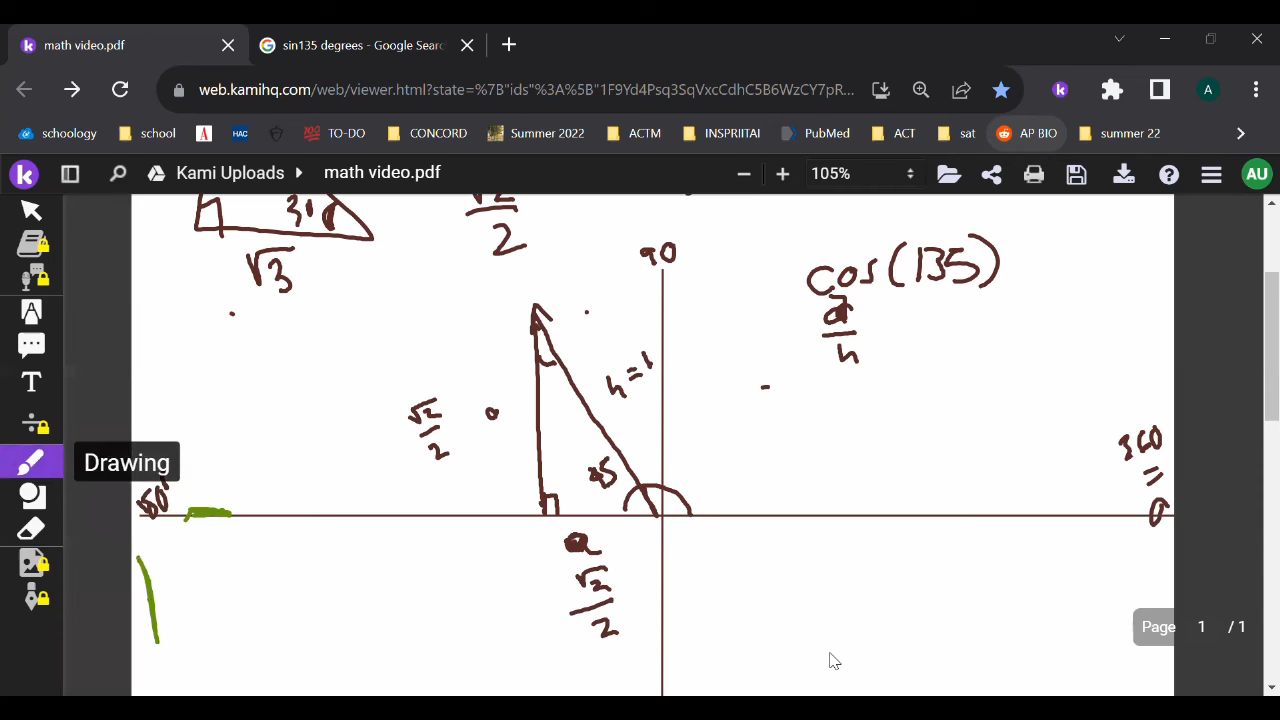 math video.pdf
sin135 degrees - Google Sear
web.kamihq.com/web/viewer.html?state=%7B"ids"%3A%5B"1F9Yd4Psq3SqVxcCdhC5B6WzCY7pR...
A
schoology
school
HAC
TO-DO
CONCORD
Summer 2022
ACTM
INSPRITAI
PubMed
ACT
sat
AP BIO
summer 22
Kami Uploads
math video.pdf
105%
AU
√3
√2
2
90
cos(135)
a
h
h=1
√2
2
o
45
360
=
0
Drawing
a
√2
2
Page 1 / 1